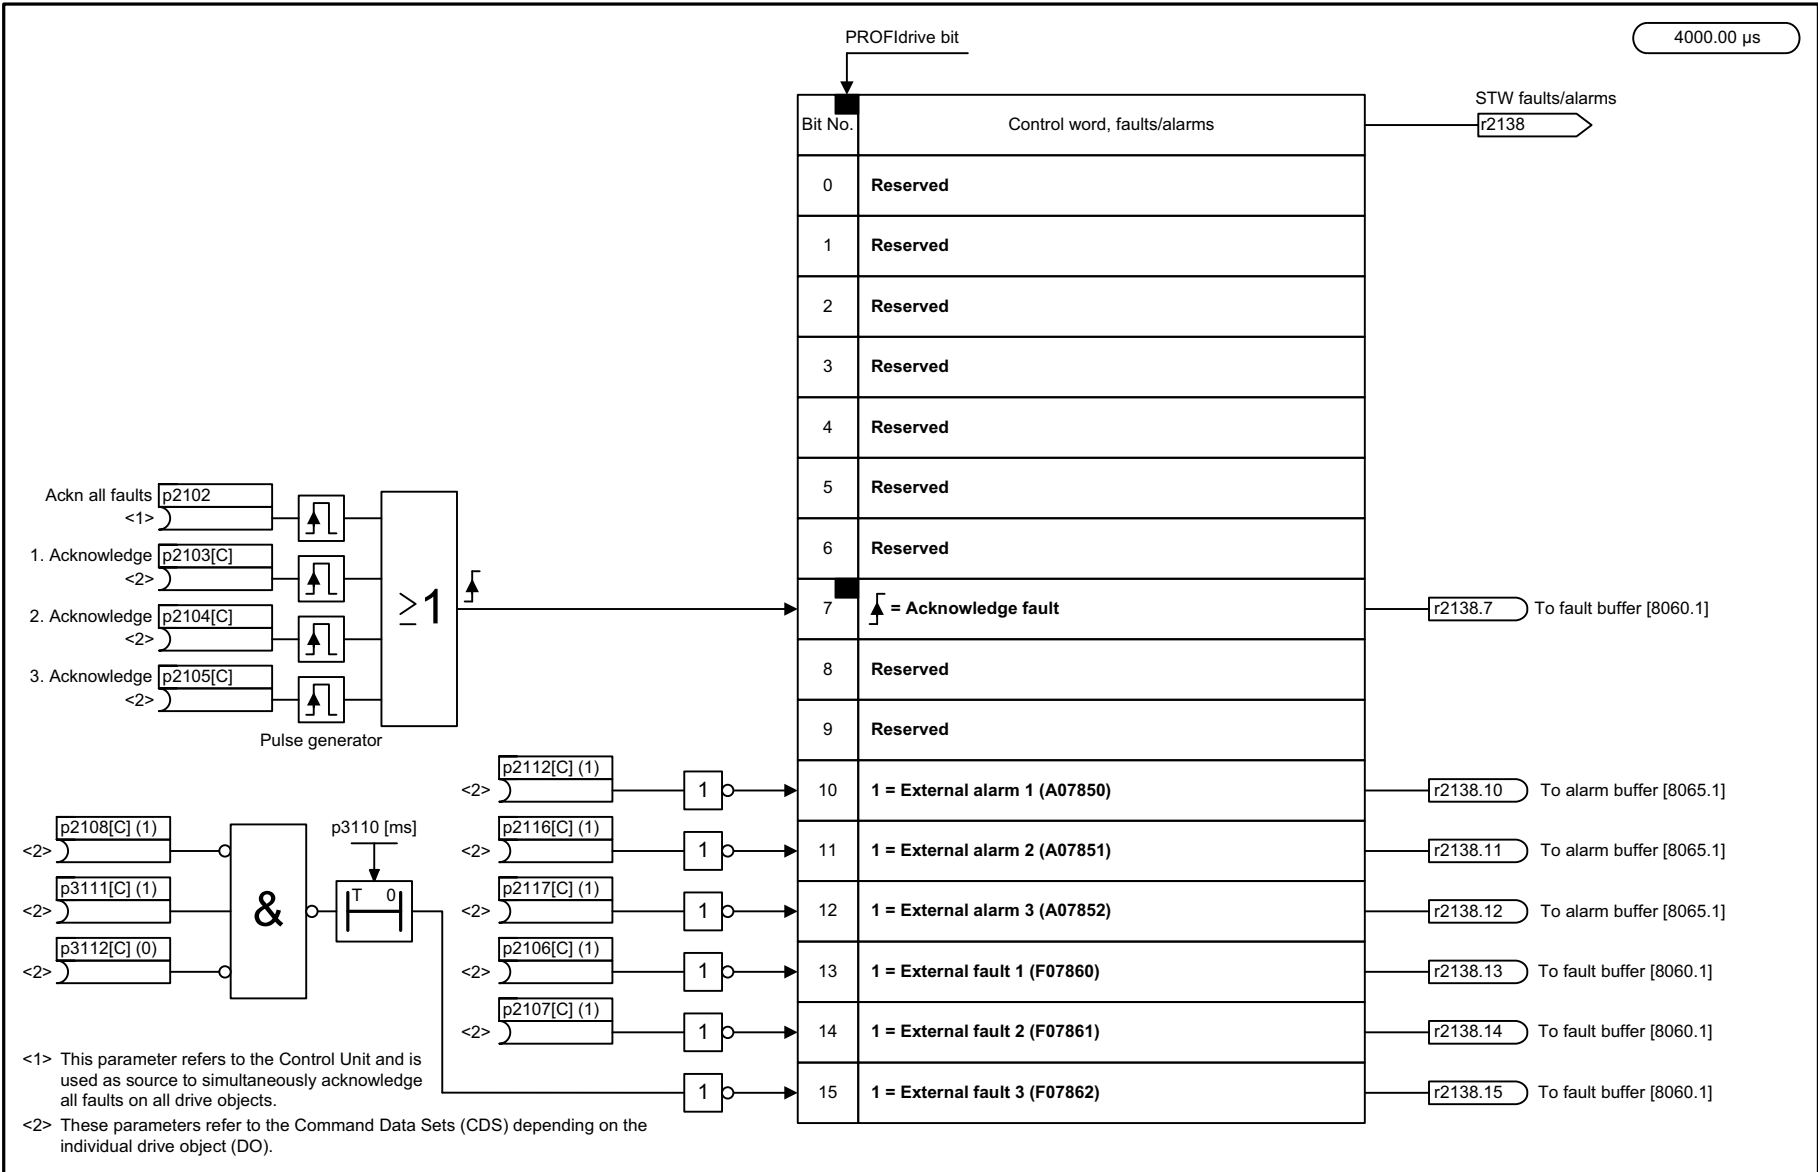 PROFIdrive bit
4000.00 µs
STW faults/alarms
r2138
Bit No. Control word, faults/alarms
0 Reserved
1 Reserved
2 Reserved
3 Reserved
4 Reserved
5 Reserved
6 Reserved
7 = Acknowledge fault
8 Reserved
9 Reserved
10 1 = External alarm 1 (A07850)
11 1 = External alarm 2 (A07851)
12 1 = External alarm 3 (A07852)
13 1 = External fault 1 (F07860)
14 1 = External fault 2 (F07861)
15 1 = External fault 3 (F07862)
Ackn all faults p2102
<1>
1. Acknowledge p2103[C]
<2>
2. Acknowledge p2104[C]
<2>
3. Acknowledge p2105[C]
<2>
Pulse generator
≥1
r2138.7 To fault buffer [8060.1]
p2112[C] (1)
<2> 1
r2138.10 To alarm buffer [8065.1]
p2116[C] (1)
<2> 1
r2138.11 To alarm buffer [8065.1]
p2117[C] (1)
<2> 1
r2138.12 To alarm buffer [8065.1]
p2106[C] (1)
<2> 1
r2138.13 To fault buffer [8060.1]
p2107[C] (1)
<2> 1
r2138.14 To fault buffer [8060.1]
1
r2138.15 To fault buffer [8060.1]
p2108[C] (1)
<2>
p3111[C] (1)
<2>
p3112[C] (0)
<2>
&
p3110 [ms]
T 0
<1> This parameter refers to the Control Unit and is
used as source to simultaneously acknowledge
all faults on all drive objects.
<2> These parameters refer to the Command Data Sets (CDS) depending on the
individual drive object (DO).